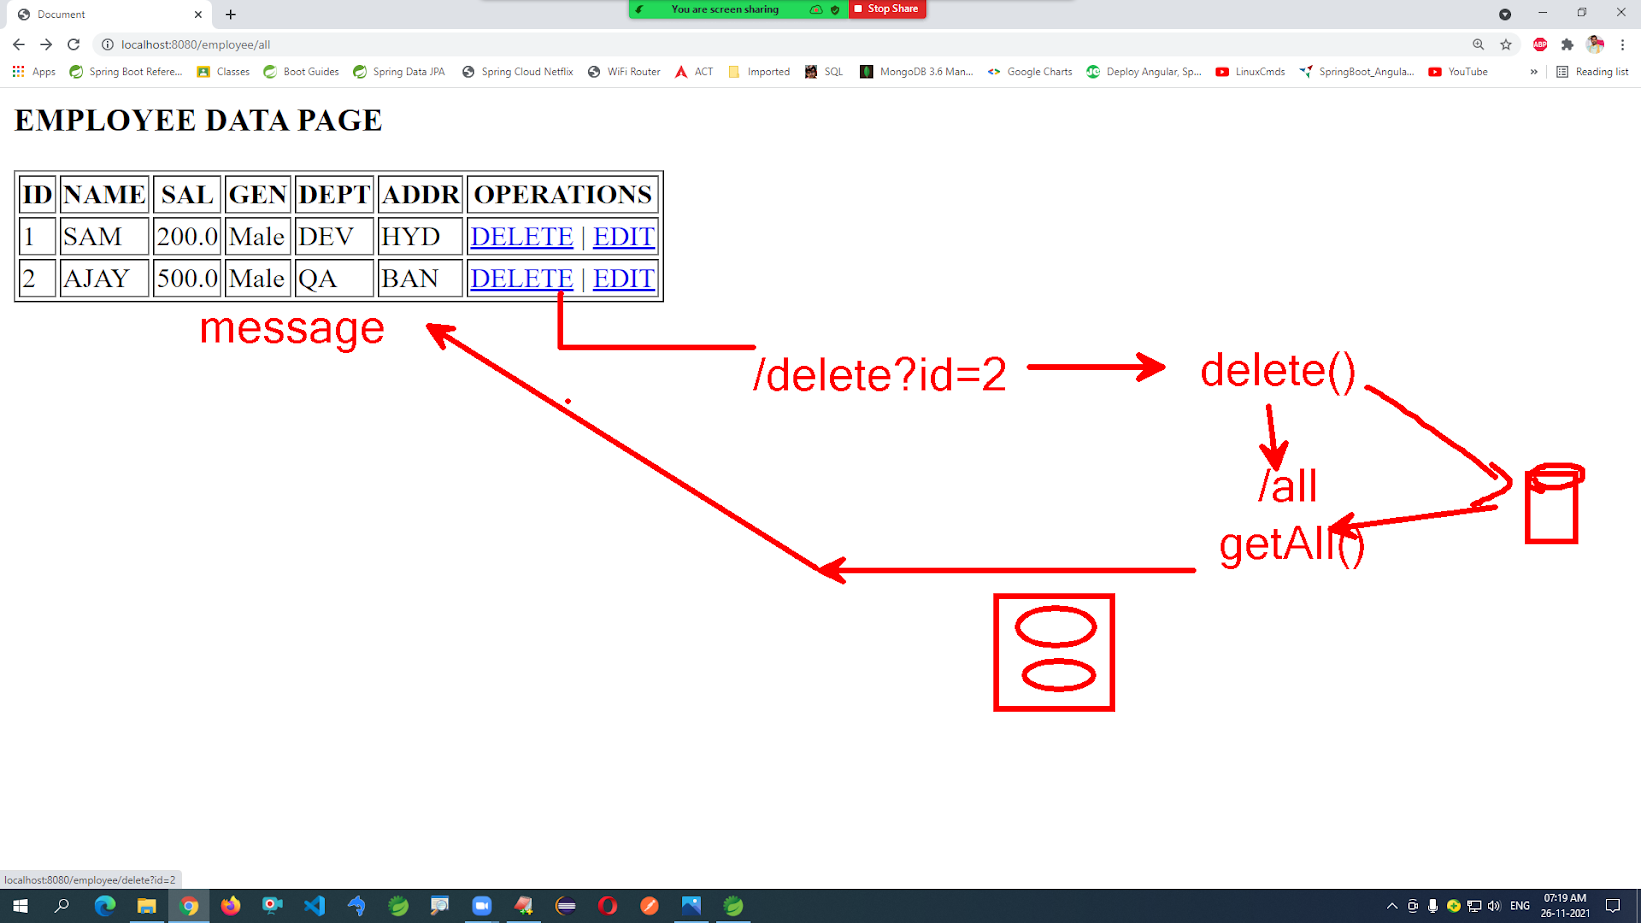 Document
You are screen sharing
Stop Share
localhost:8080/employee/all
Apps
Spring Boot Refere...
Classes
Boot Guides
Spring Data JPA
Spring Cloud Netflix
WiFi Router
ACT
Imported
SQL
MongoDB 3.6 Man...
Google Charts
Deploy Angular, Sp...
LinuxCmds
SpringBoot_Angula...
YouTube
»
Reading list
ABP
EMPLOYEE DATA PAGE
ID NAME SAL GEN DEPT ADDR OPERATIONS
1 SAM 200.0 Male DEV HYD DELETE | EDIT
2 AJAY 500.0 Male QA BAN DELETE | EDIT
message
/delete?id=2
delete()
/all
getAll()
localhost:8080/employee/delete?id=2
ENG
07:19 AM
26-11-2021